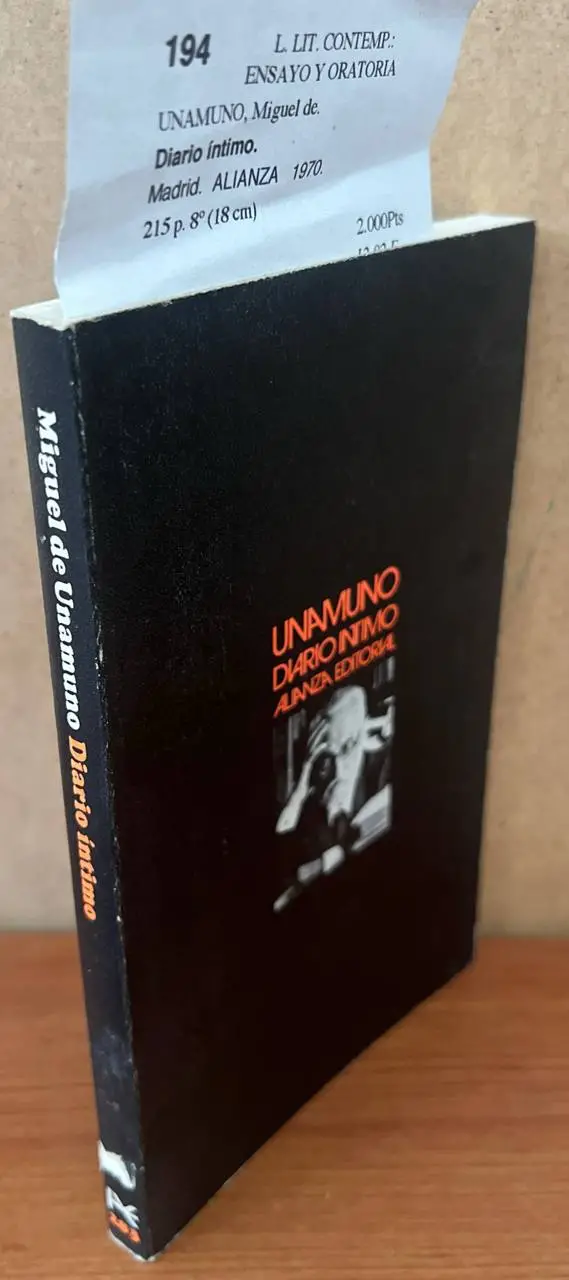 194
L. LIT. CONTEMP.:
ENSAYO Y ORATORIA
UNAMUNO, Miguel de.
Diario íntimo.
Madrid. ALIANZA 1970.
215 p. 8º (18 cm)
2.000Pts
Miguel de Unamuno Diario íntimo
203
UNAMUNO
DIARIO INTIMO
ALIANZA EDITORIAL